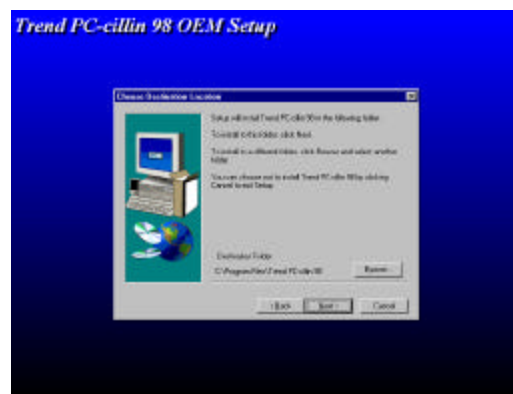 Trend PC-cillin 98 OEM Setup
Choose Destination Location
Setup will install Trend PC-cillin 98 in the following folder.
To install to this folder, click Next.
To install to a different folder, click Browse and select another
folder.
You can choose not to install Trend PC-cillin 98 by clicking
Cancel to exit Setup.
Destination Folder
C:\Program Files\Trend PC-cillin 98
Browse...
< Back
Next >
Cancel